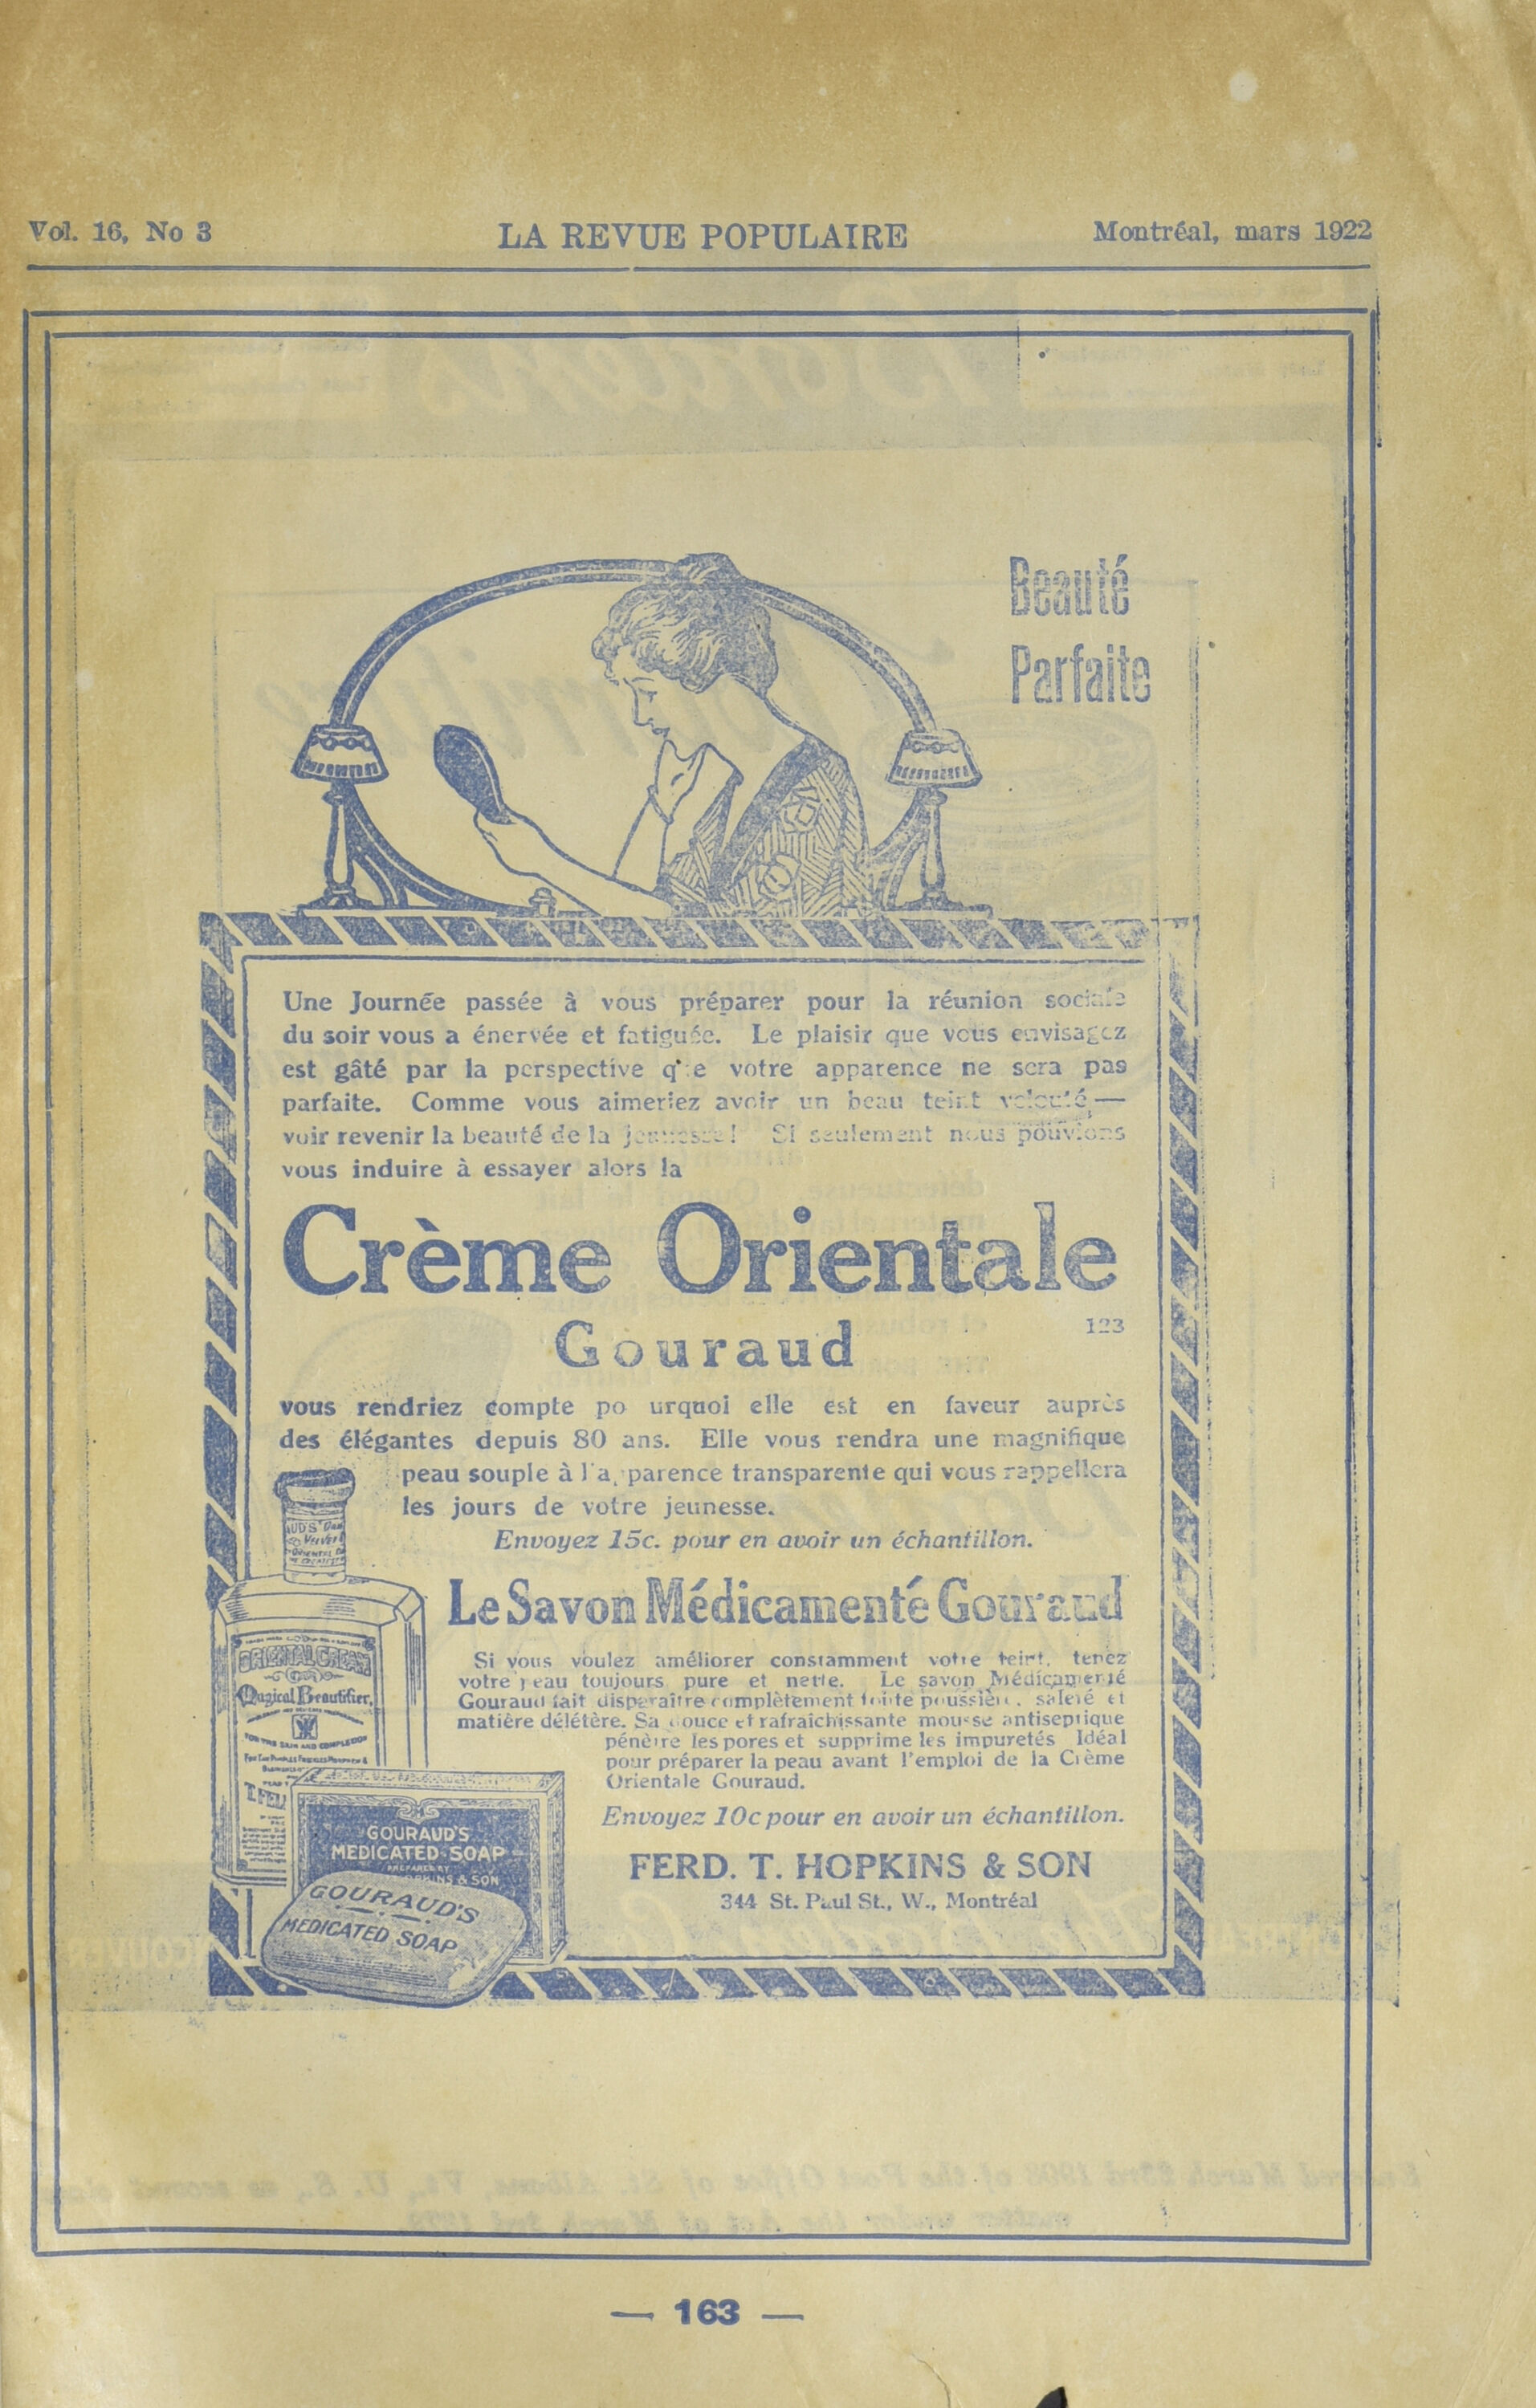 Vol. 16, No 3 LA REVUE POPULAIRE Montréal, mars 1922
Beauté
Parfaite
Une Journée passée à vous préparer pour la réunion sociale
du soir vous a énervée et fatiguée. Le plaisir que vous envisagez
est gâté par la perspective que votre apparence ne sera pas
parfaite. Comme vous aimeriez avoir un beau teint velouté,—
voir revenir la beauté de la jeunesse! Si seulement nous pouvions
vous induire à essayer alors la
Crème Orientale
Gouraud 123
vous rendriez compte po urquoi elle est en faveur auprès
des élégantes depuis 80 ans. Elle vous rendra une magnifique
peau souple à l'apparence transparente qui vous rappellera
les jours de votre jeunesse.
Envoyez 15c. pour en avoir un échantillon.
Le Savon Médicamenté Gouraud
Si vous voulez améliorer constamment votre teint, tenez
votre peau toujours pure et nette. Le savon Médicamenté
Gouraud fait disparaître complètement toute poussière, saleté et
matière délétère. Sa douce et rafraîchissante mousse antiseptique
pénètre les pores et supprime les impuretés Idéal
pour préparer la peau avant l'emploi de la Crème
Orientale Gouraud.
Envoyez 10c pour en avoir un échantillon.
FERD. T. HOPKINS & SON
344 St. Paul St., W., Montréal
ORIENTAL CREAM
Magical Beautifier,
FOR THE SKIN AND COMPLEXION
GOURAUD'S
MEDICATED SOAP
PREPARED BY
& SON
GOURAUD'S
MEDICATED SOAP
— 163 —